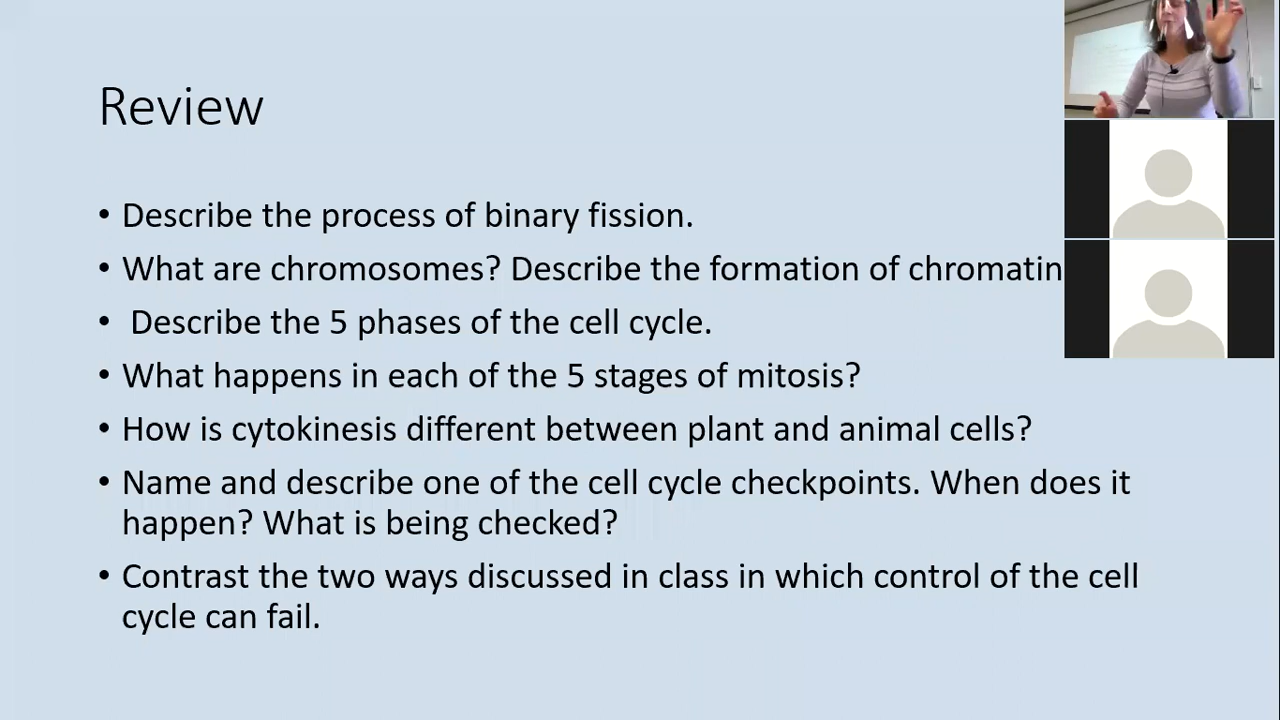 Review
• Describe the process of binary fission.
• What are chromosomes? Describe the formation of chromatin
• Describe the 5 phases of the cell cycle.
• What happens in each of the 5 stages of mitosis?
• How is cytokinesis different between plant and animal cells?
• Name and describe one of the cell cycle checkpoints. When does it
happen? What is being checked?
• Contrast the two ways discussed in class in which control of the cell
cycle can fail.